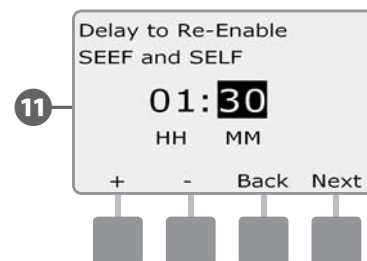 Delay to Re-Enable
SEEF and SELF
11
01:30
HH MM
+ - Back Next